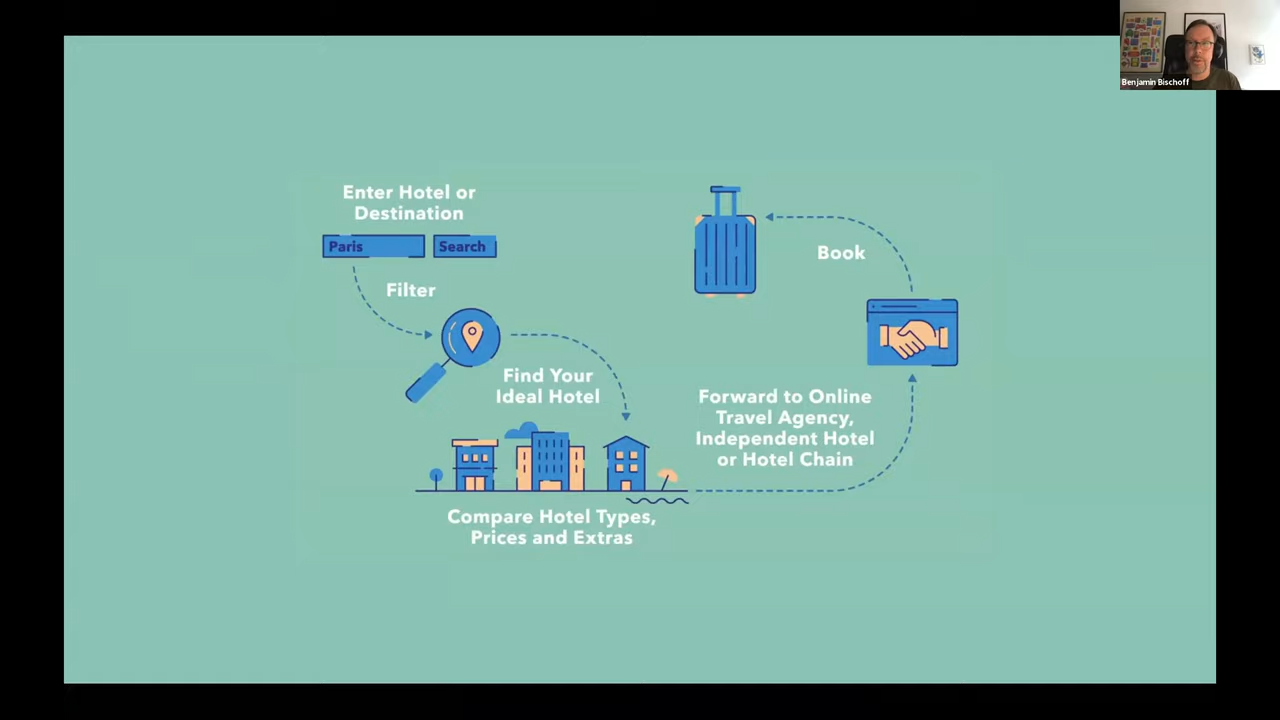 Benjamin Bischoff
Enter Hotel or
Destination
Paris
Search
Filter
Find Your
Ideal Hotel
Compare Hotel Types,
Prices and Extras
Forward to Online
Travel Agency,
Independent Hotel
or Hotel Chain
Book